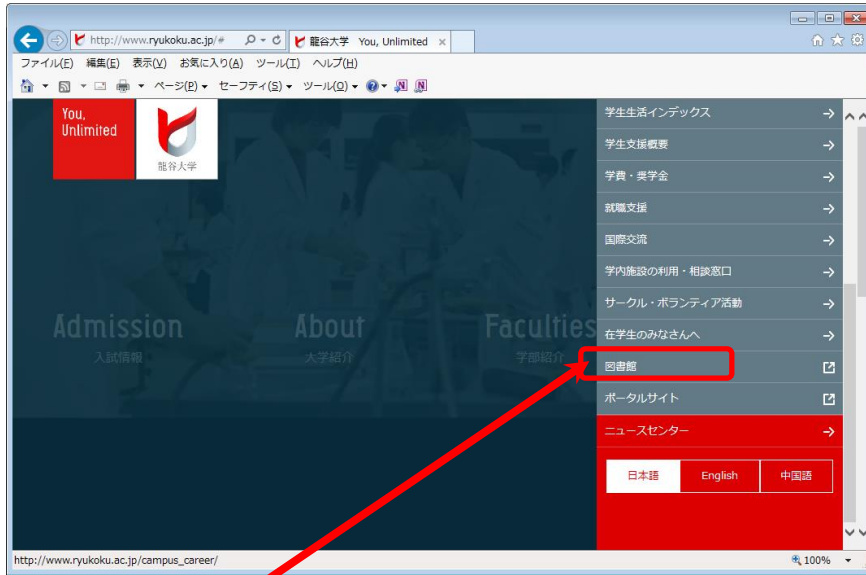 http://www.ryukoku.ac.jp/#
龍谷大学 You, Unlimited
ファイル(F) 編集(E) 表示(V) お気に入り(A) ツール(T) ヘルプ(H)
ページ(P) セーフティ(S) ツール(O)
You,
Unlimited
龍谷大学
学生生活インデックス
学生支援概要
学費・奨学金
就職支援
国際交流
学内施設の利用・相談窓口
サークル・ボランティア活動
在学生のみなさんへ
図書館
ポータルサイト
ニュースセンター
日本語 English 中国語
Admission About Faculties
入試情報 大学紹介 学部紹介
http://www.ryukoku.ac.jp/campus_career/
100%